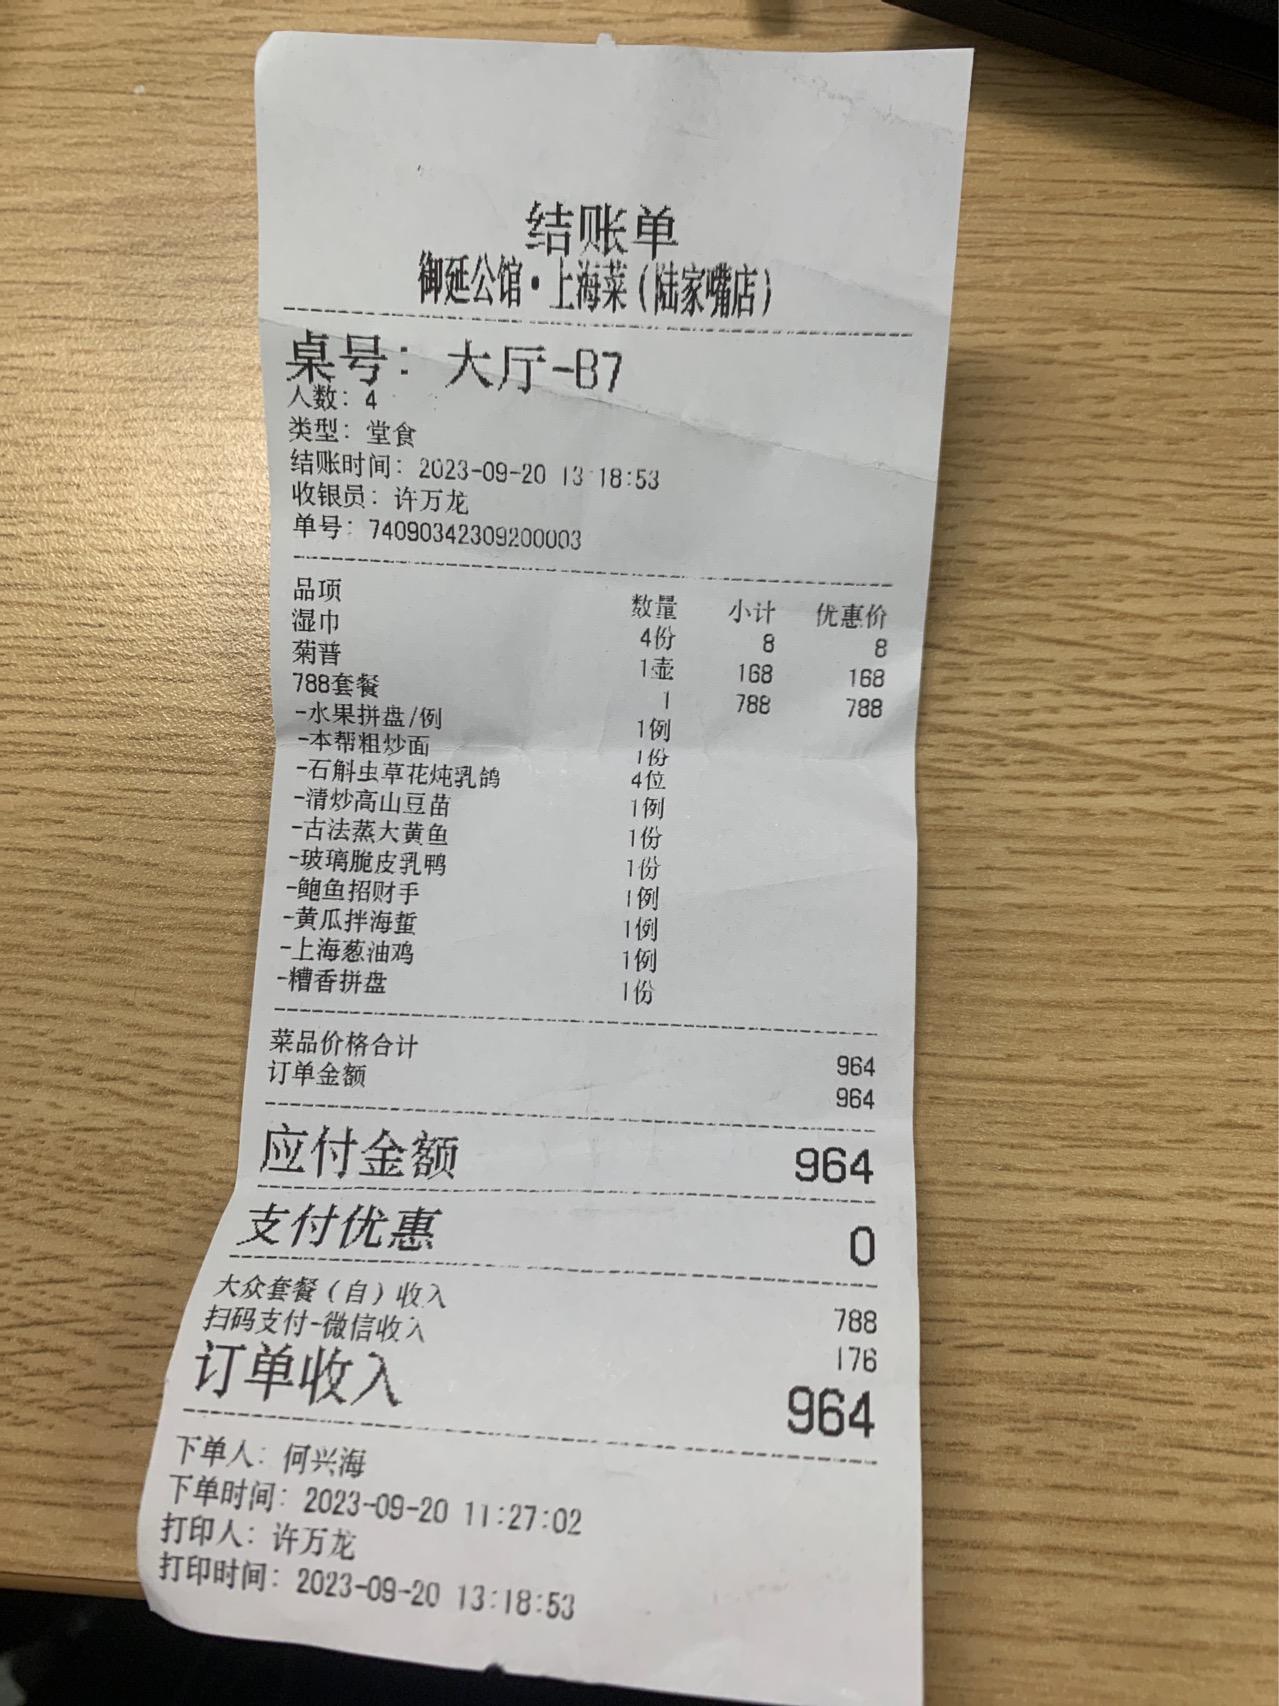 结账单
御延公馆·上海菜(陆家嘴店)
桌号: 大厅-B7
人数: 4
类型: 堂食
结账时间: 2023-09-20 13:18:53
收银员: 许万龙
单号: 74090342309200003
品项 数量 小计 优惠价
湿巾 4份 8 8
菊普 1壶 168 168
788套餐 1 788 788
-水果拼盘/例 1例
-本帮粗炒面 1份
-石斛虫草花炖乳鸽 4位
-清炒高山豆苗 1例
-古法蒸大黄鱼 1份
-玻璃脆皮乳鸭 1份
-鲍鱼招财手 1例
-黄瓜拌海蜇 1例
-上海葱油鸡 1例
-糟香拼盘 1份
菜品价格合计 964
订单金额 964
应付金额 964
支付优惠 0
大众套餐(自)收入 788
扫码支付-微信收入 176
订单收入 964
下单人: 何兴海
下单时间: 2023-09-20 11:27:02
打印人: 许万龙
打印时间: 2023-09-20 13:18:53